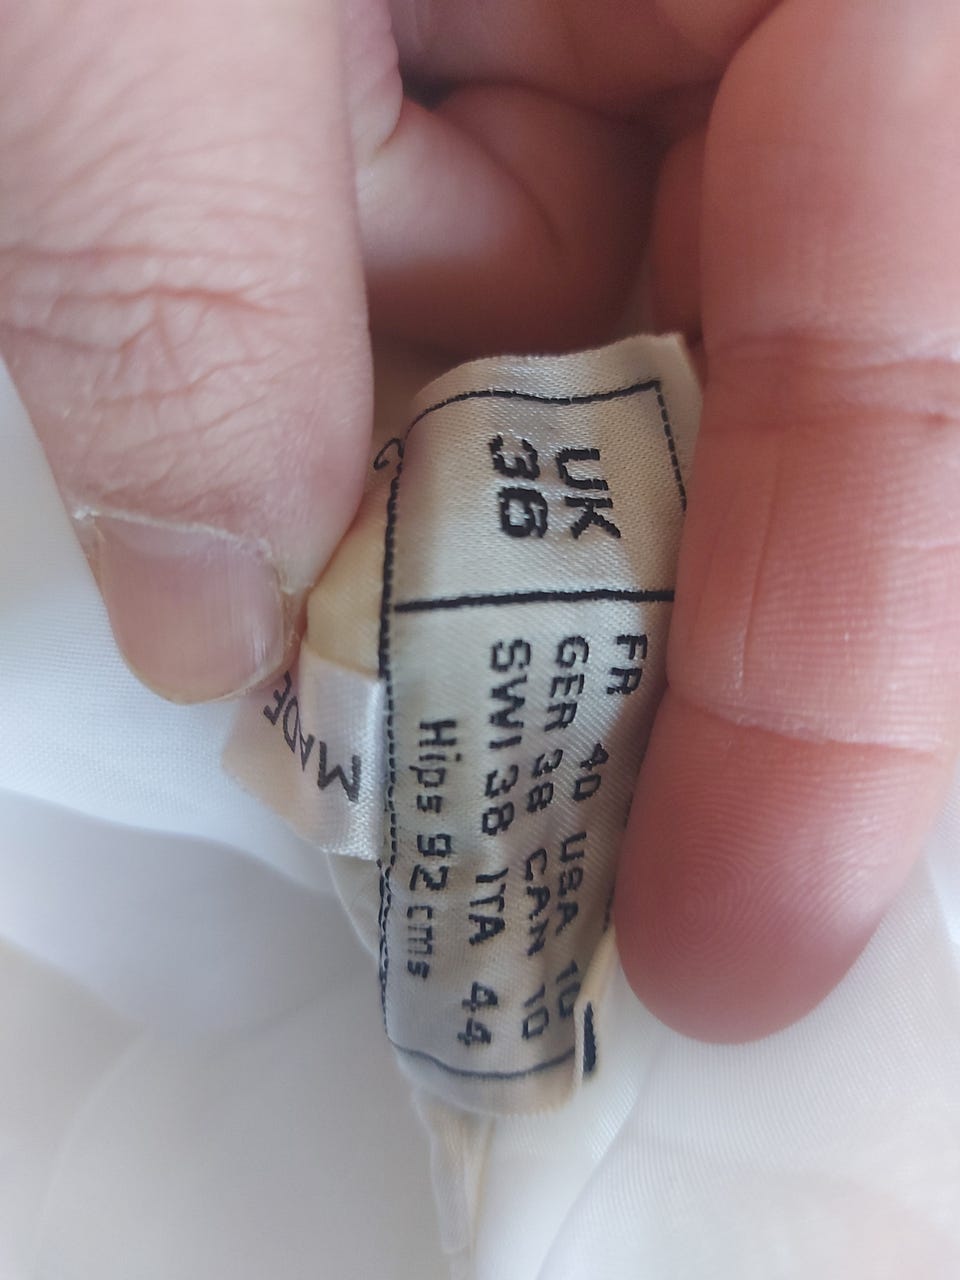 UK
36
FR 40 USA 10
GER 38 CAN 10
SWI 38 ITA 44
Hips 92 cms
MADE